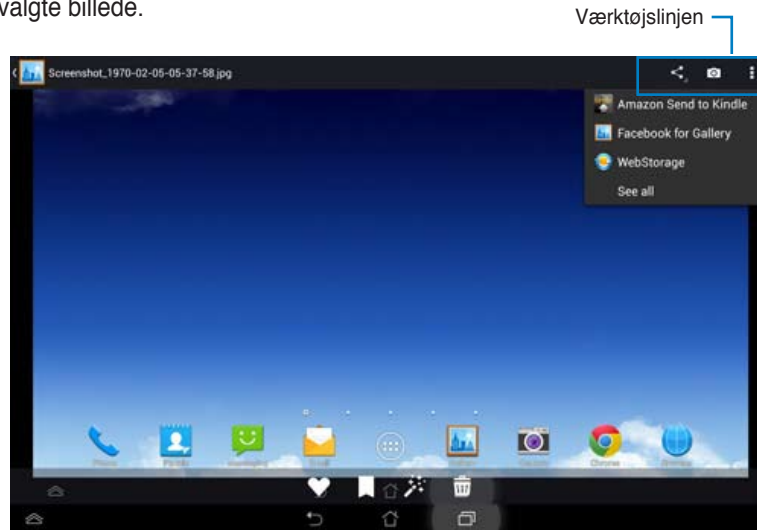 valgte billede.
Værktøjslinjen
Screenshot_1970-02-05-05-37-58.jpg
Amazon Send to Kindle
Facebook for Gallery
WebStorage
See all